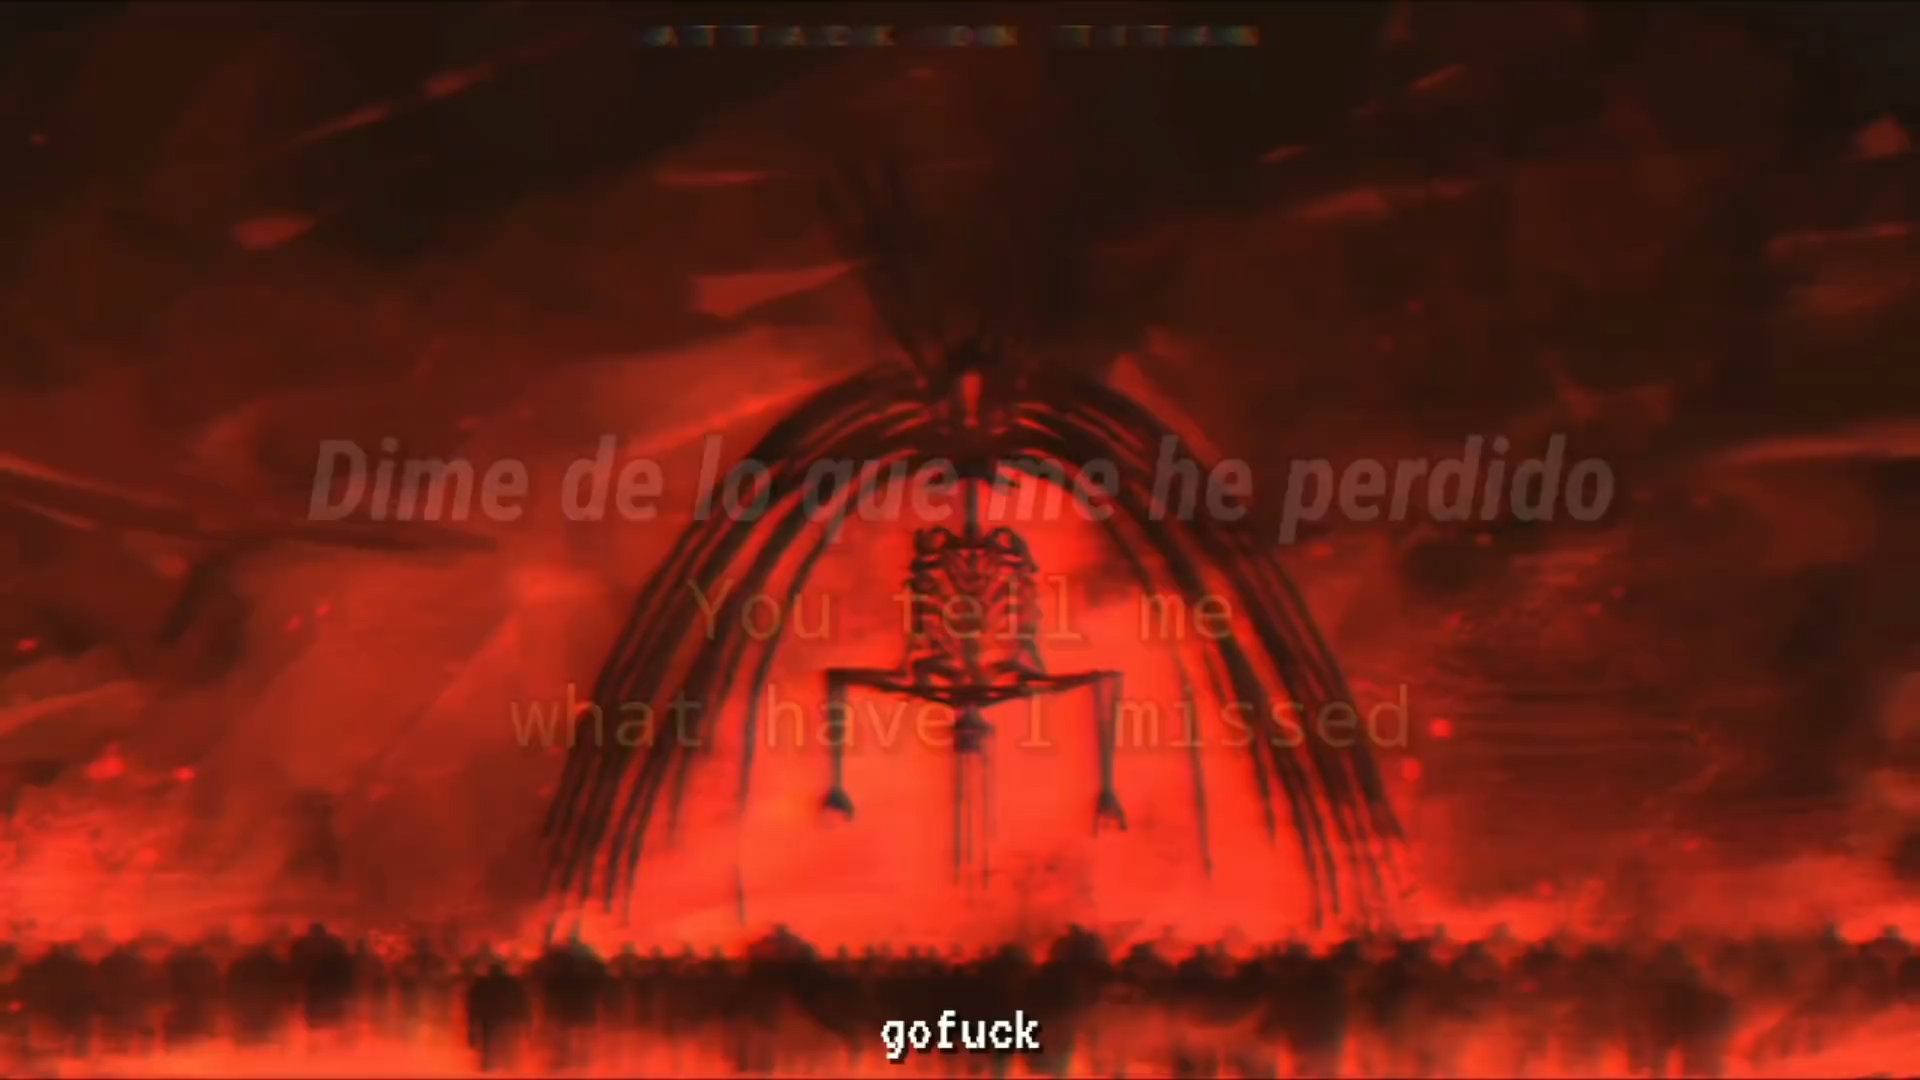 ATTACK ON TITAN
Dime de lo que me he perdido
You tell me
what have I missed
gofuck